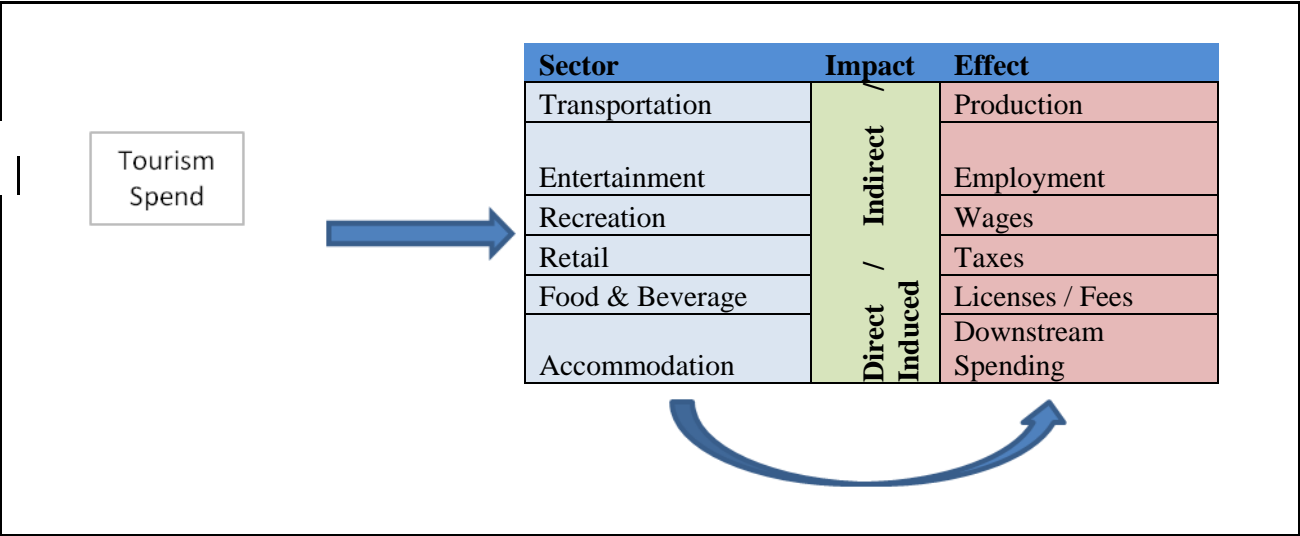 Tourism
Spend
Sector Impact Effect
Transportation
Entertainment
Recreation
Retail
Food & Beverage
Accommodation
Direct / Indirect /
Induced
Production
Employment
Wages
Taxes
Licenses / Fees
Downstream
Spending